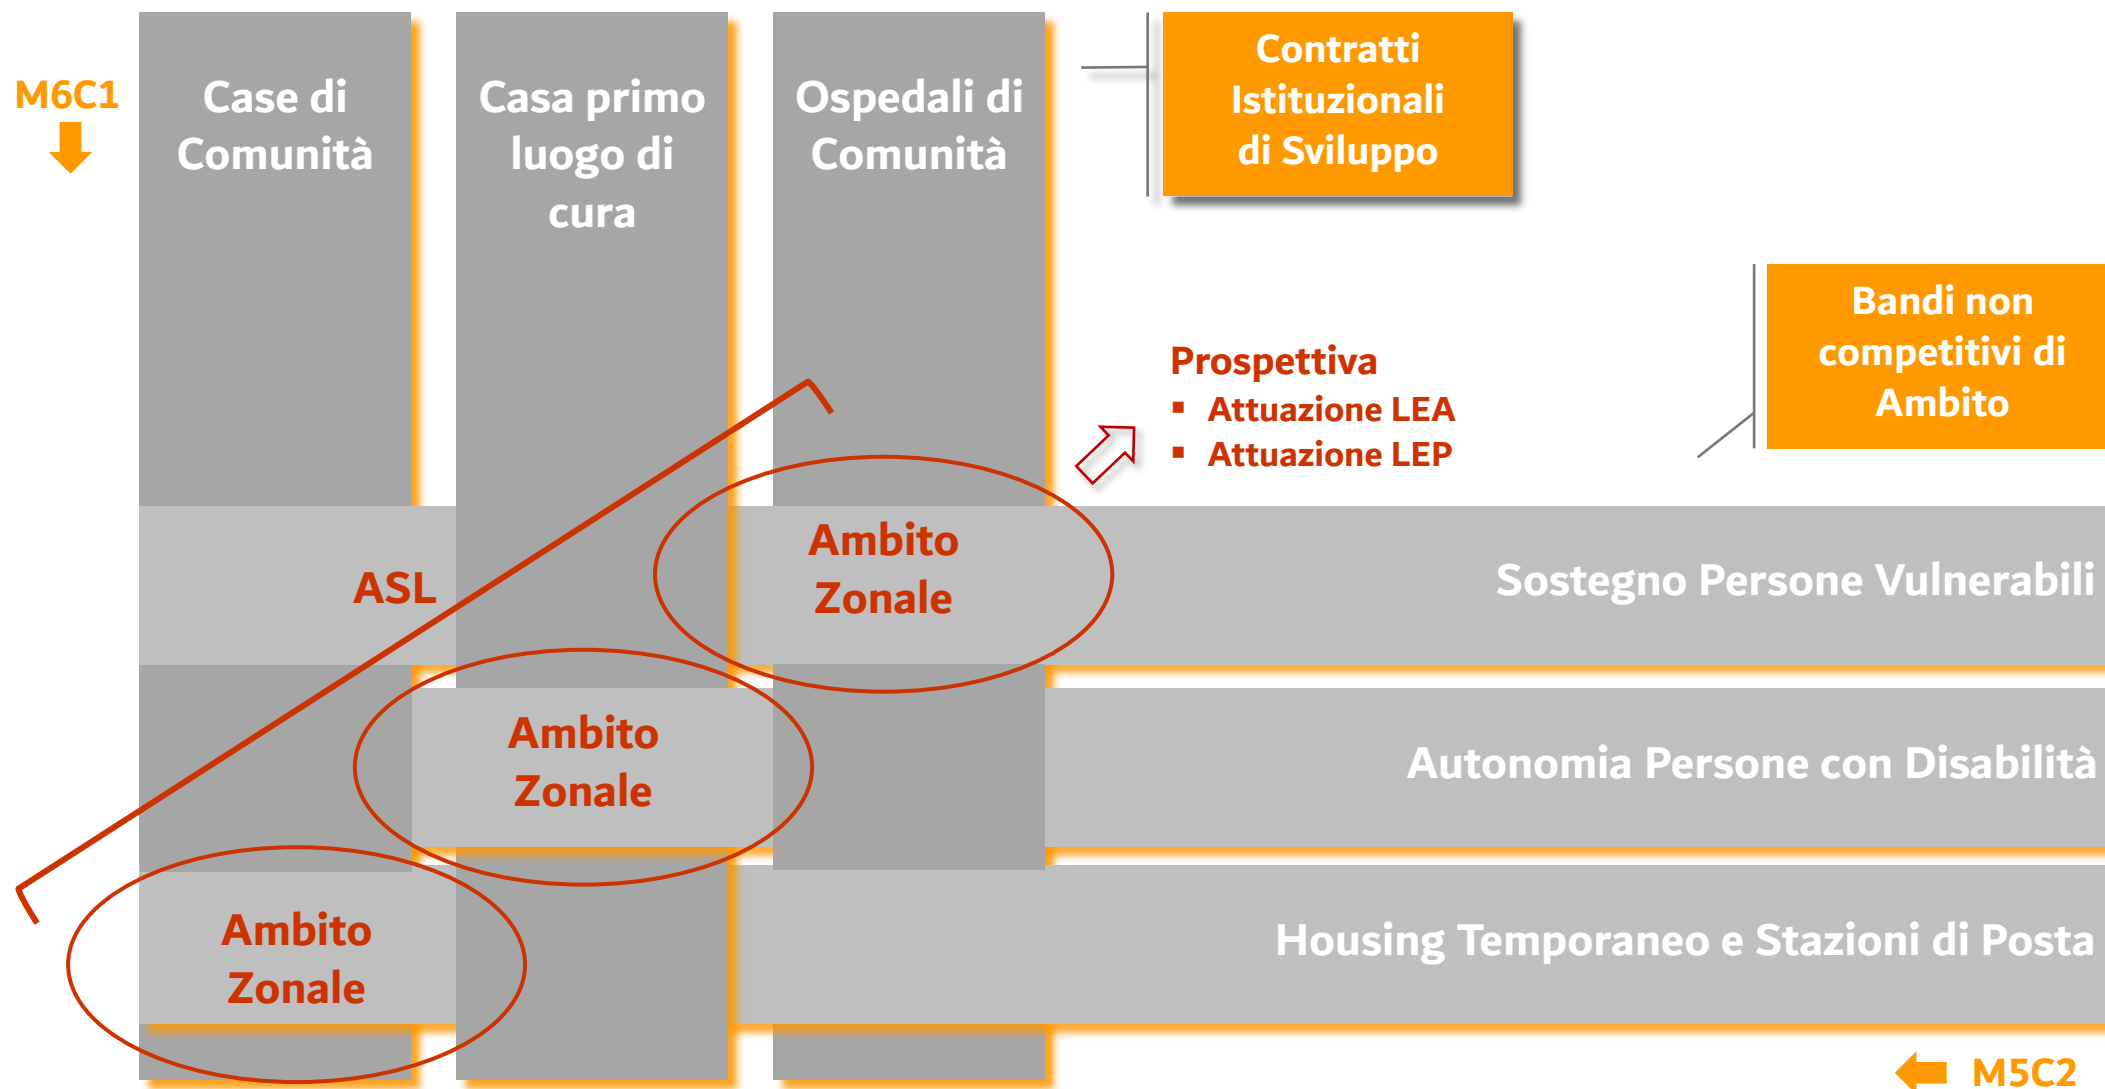 M6C1
Case di
Comunità
Casa primo
luogo di
cura
Ospedali di
Comunità
Contratti
Istituzionali
di Sviluppo
Bandi non
competitivi di
Ambito
Prospettiva
▪ Attuazione LEA
▪ Attuazione LEP
ASL
Ambito
Zonale
Sostegno Persone Vulnerabili
Ambito
Zonale
Autonomia Persone con Disabilità
Ambito
Zonale
Housing Temporaneo e Stazioni di Posta
M5C2